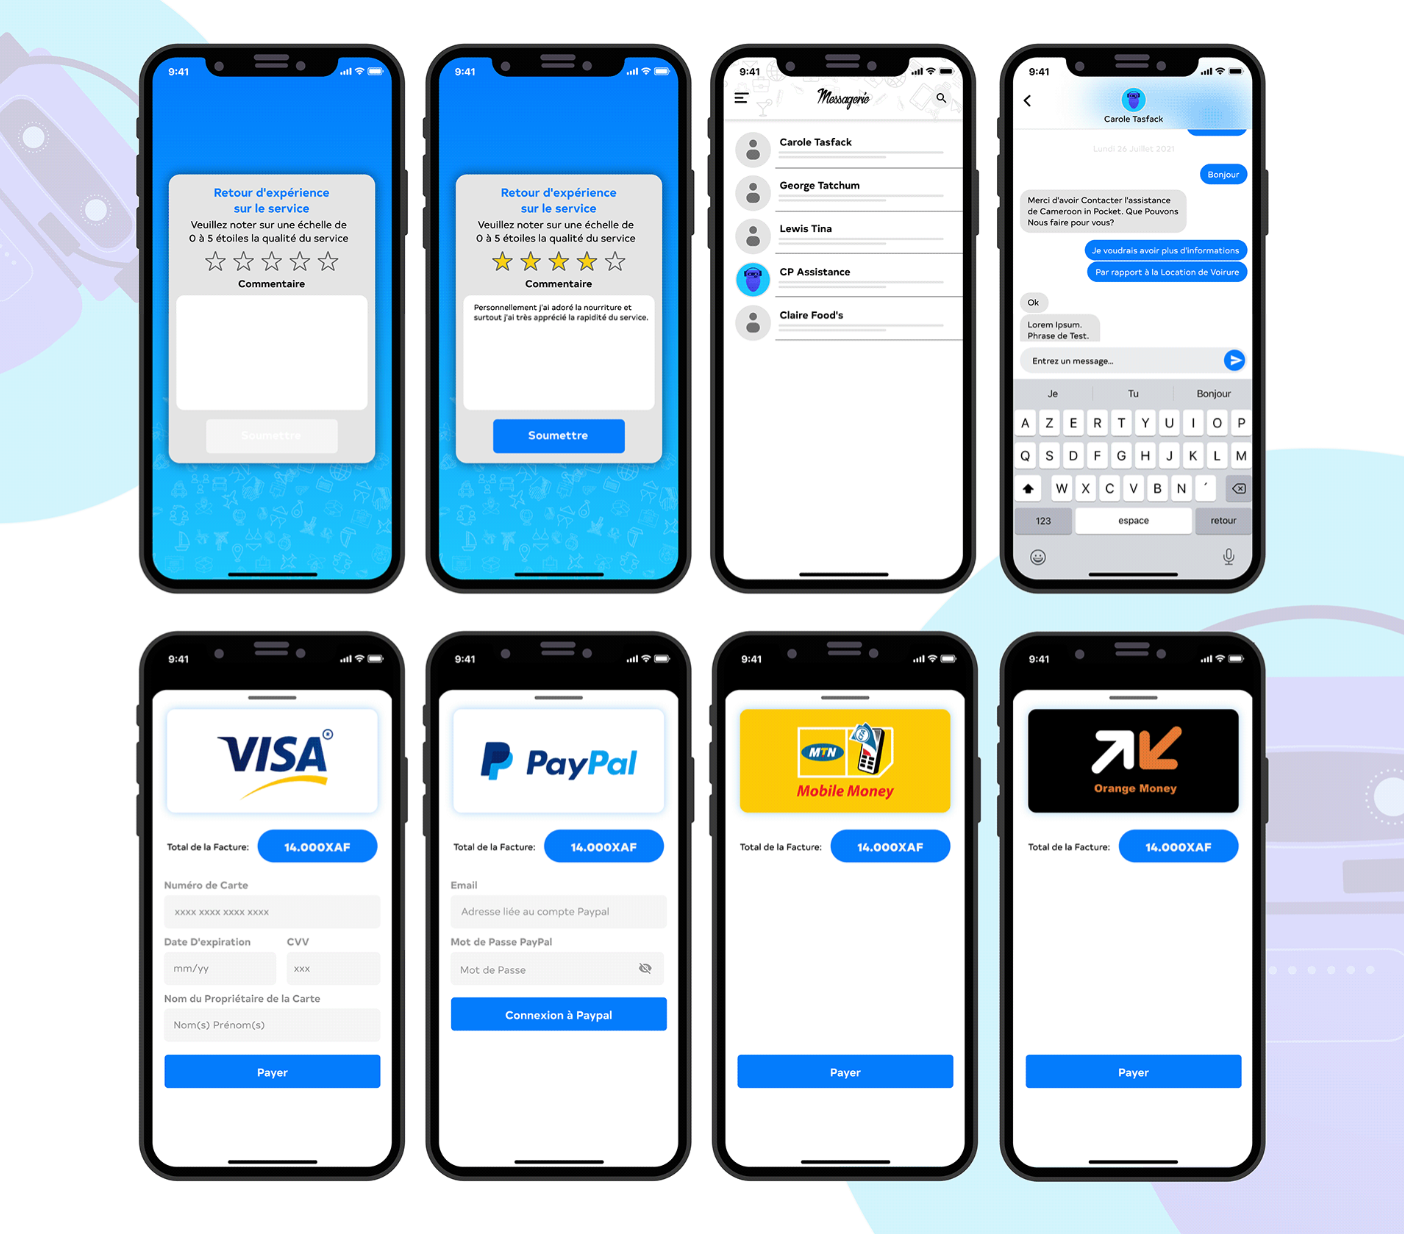 9:41
Retour d'expérience
sur le service
Veuillez noter sur une échelle de
0 à 5 étoiles la qualité du service
Commentaire
Soumettre
9:41
Retour d'expérience
sur le service
Veuillez noter sur une échelle de
0 à 5 étoiles la qualité du service
Commentaire
Personnellement j'ai adoré la nourriture et
surtout j'ai très apprécié la rapidité du service.
Soumettre
9:41
Messagerie
Carole Tasfack
George Tatchum
Lewis Tina
CP Assistance
Claire Food's
9:41
Carole Tasfack
Lundi 26 Juillet 2021
Bonjour
Merci d'avoir Contacter l'assistance
de Cameroon in Pocket. Que Pouvons
Nous faire pour vous?
Je voudrais avoir plus d'informations
Par rapport à la Location de Voirure
Ok
Lorem Ipsum.
Phrase de Test.
Entrez un message...
Je Tu Bonjour
A Z E R T Y U I O P
Q S D F G H J K L M
W X C V B N ´
123 espace retour
9:41
VISA
Total de la Facture: 14.000XAF
Numéro de Carte
xxxx xxxx xxxx xxxx
Date D'expiration CVV
mm/yy xxx
Nom du Propriétaire de la Carte
Nom(s) Prénom(s)
Payer
9:41
PayPal
Total de la Facture: 14.000XAF
Email
Adresse liée au compte Paypal
Mot de Passe PayPal
Mot de Passe
Connexion à Paypal
9:41
MTN
Mobile Money
Total de la Facture: 14.000XAF
Payer
9:41
Orange Money
Total de la Facture: 14.000XAF
Payer